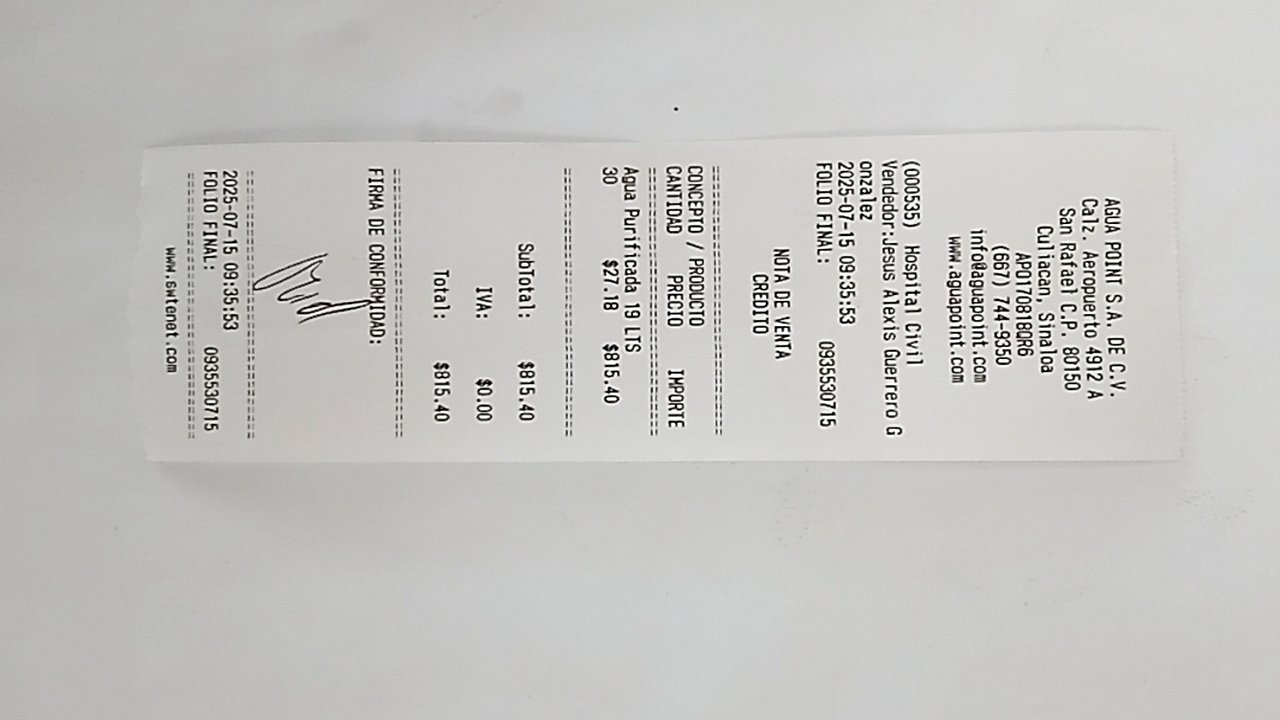 AGUA POINT S.A. DE C.V.
Calz. Aeropuerto 4912 A
San Rafael C.P. 80150
Culiacan, Sinaloa
APO170818QR6
(667) 744-9350
info@aguapoint.com
www.aguapoint.com
(000535) Hospital Civil
Vendedor:Jesus Alexis Guerrero G
onzalez
2025-07-15 09:35:53
FOLIO FINAL: 0935530715
NOTA DE VENTA
CREDITO
================================
CONCEPTO / PRODUCTO
CANTIDAD PRECIO IMPORTE
================================
Agua Purificada 19 LTS
30 $27.18 $815.40
================================
SubTotal: $815.40
IVA: $0.00
Total: $815.40
================================
FIRMA DE CONFORMIDAD:
================================
2025-07-15 09:35:53
FOLIO FINAL: 0935530715
================================
www.swtenet.com